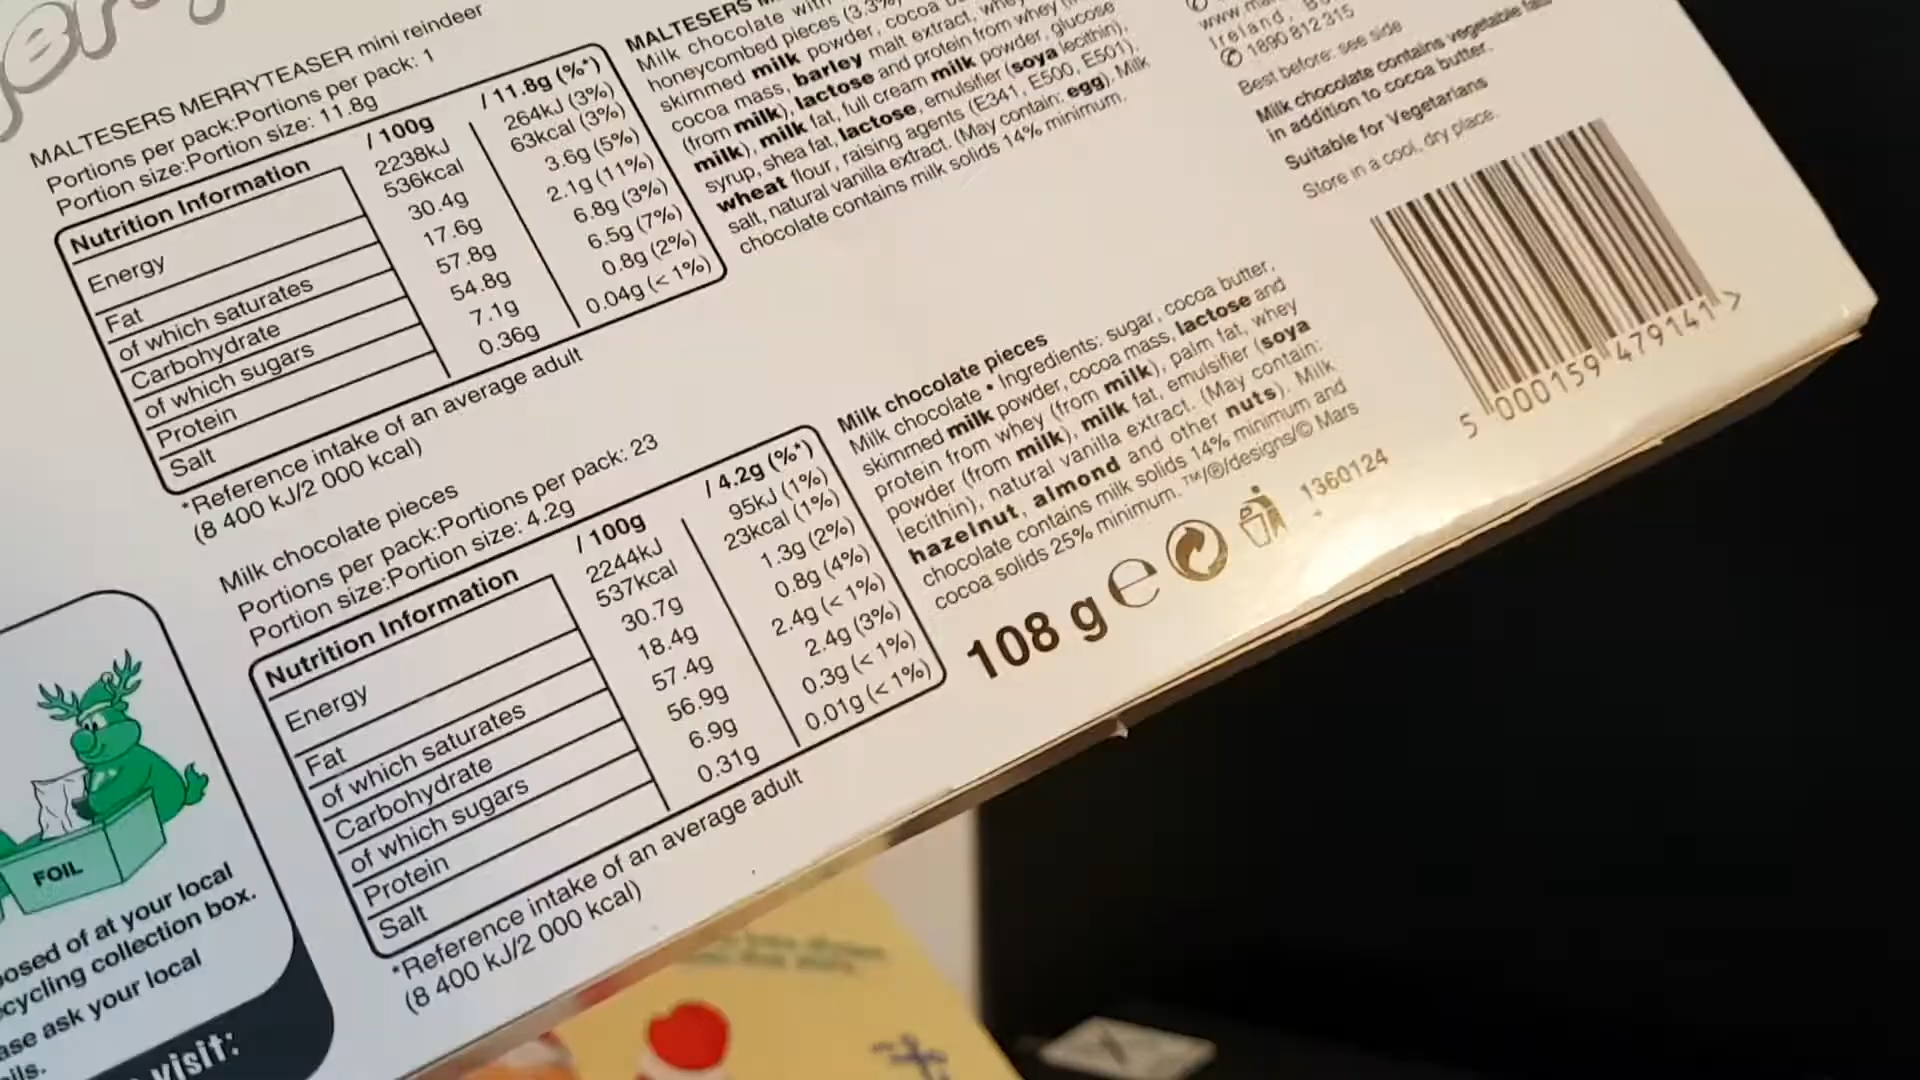 MALTESERS MERRYTEASER mini reindeer
Portions per pack:Portions per pack: 1
Portion size:Portion size: 11.8g
Nutrition Information / 100g / 11.8g (%*)
Energy 2238kJ 264kJ (3%)
536kcal 63kcal (3%)
Fat 30.4g 3.6g (5%)
of which saturates 17.6g 2.1g (11%)
Carbohydrate 57.8g 6.8g (3%)
of which sugars 54.8g 6.5g (7%)
Protein 7.1g 0.8g (2%)
Salt 0.36g 0.04g (< 1%)
*Reference intake of an average adult
(8 400 kJ/2 000 kcal)
Milk chocolate pieces
Portions per pack:Portions per pack: 23
Portion size:Portion size: 4.2g
Nutrition Information / 100g / 4.2g (%*)
Energy 2244kJ 95kJ (1%)
537kcal 23kcal (1%)
Fat 30.7g 1.3g (2%)
of which saturates 18.4g 0.8g (4%)
Carbohydrate 57.4g 2.4g (< 1%)
of which sugars 56.9g 2.4g (3%)
Protein 6.9g 0.3g (< 1%)
Salt 0.31g 0.01g (< 1%)
*Reference intake of an average adult
(8 400 kJ/2 000 kcal)
MALTESERS
Milk chocolate with
honeycombed pieces (3.3%)
skimmed milk powder, cocoa
cocoa mass, barley malt extract,
(from milk), lactose and protein from whey
milk), milk fat, full cream milk powder, glucose
syrup, shea fat, lactose, emulsifier (soya lecithin),
wheat flour, raising agents (E341, E500, E501),
salt, natural vanilla extract. (May contain: egg). Milk
chocolate contains milk solids 14% minimum.
Milk chocolate pieces
Milk chocolate • Ingredients: sugar, cocoa butter,
skimmed milk powder, cocoa mass, lactose and
protein from whey (from milk), palm fat, whey
powder (from milk), milk fat, emulsifier (soya
lecithin), natural vanilla extract. (May contain:
hazelnut, almond and other nuts). Milk
chocolate contains milk solids 14% minimum and
cocoa solids 25% minimum. ™/®/designs/© Mars
108 g e
1360124
Ireland,
1890 812 315
Best before: see side
Milk chocolate contains vegetable fats
in addition to cocoa butter.
Suitable for Vegetarians
Store in a cool, dry place.
5 000159 479141 >
FOIL
posed of at your local
cycling collection box.
ase ask your local
ils.
visit: